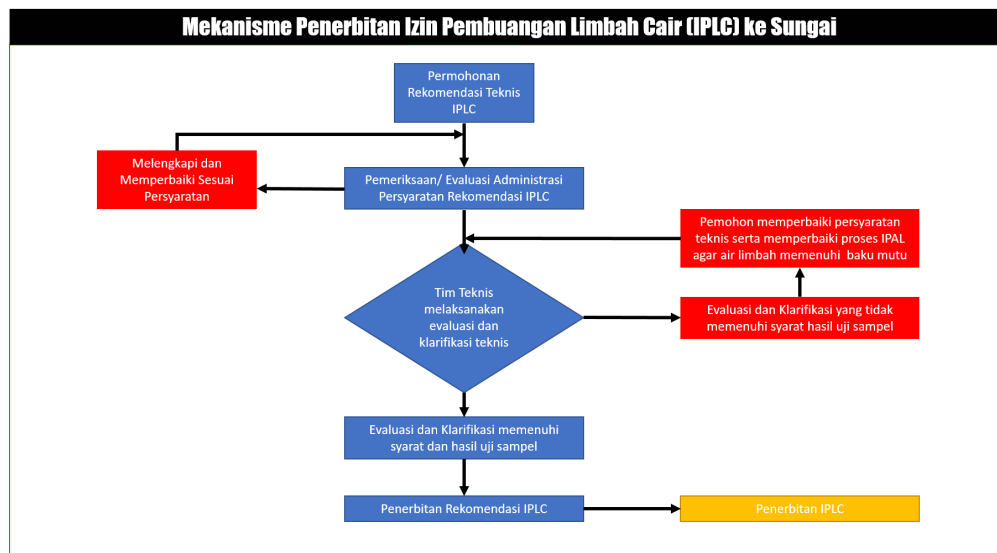 Mekanisme Penerbitan Izin Pembuangan Limbah Cair (IPLC) ke Sungai
Permohonan
Rekomendasi Teknis
IPLC
Melengkapi dan
Memperbaiki Sesuai
Persyaratan
Pemeriksaan/ Evaluasi Administrasi
Persyaratan Rekomendasi IPLC
Pemohon memperbaiki persyaratan
teknis serta memperbaiki proses IPAL
agar air limbah memenuhi baku mutu
Tim Teknis
melaksanakan
evaluasi dan
klarifikasi teknis
Evaluasi dan Klarifikasi yang tidak
memenuhi syarat hasil uji sampel
Evaluasi dan Klarifikasi memenuhi
syarat dan hasil uji sampel
Penerbitan Rekomendasi IPLC
Penerbitan IPLC